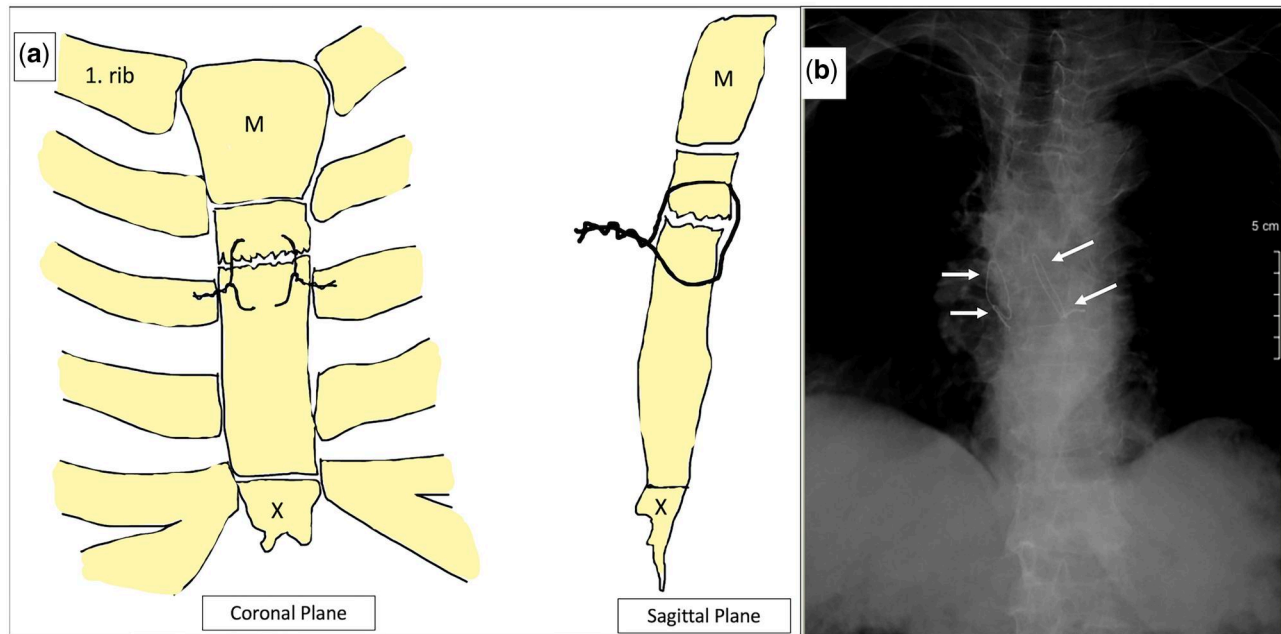 (a)
1. rib
M
X
Coronal Plane
M
X
Sagittal Plane
(b)
5 cm